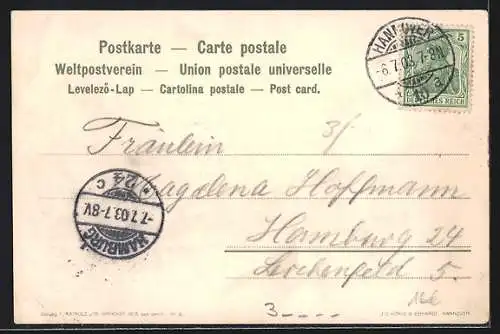 Postkarte — Carte postale
Weltpostverein — Union postale universelle
Levelező-Lap — Cartolina postale — Post card.
HANNOVER
6.7.03.7-8N
5
DEUTSCHES REICH
Fräulein
Magdalena Hoffmann
Hamburg 24
Lerchenfeld 5.
HAMBURG
-7.7.03.7-8V.
* 24 c
3
HANNOVER